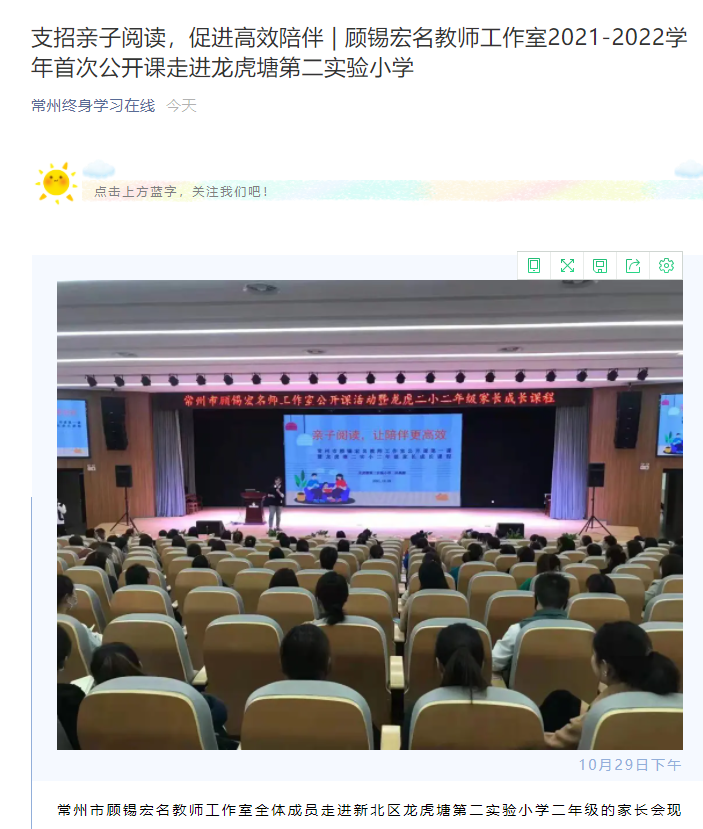 支招亲子阅读，促进高效陪伴 | 顾锡宏名教师工作室2021-2022学
年首次公开课走进龙虎塘第二实验小学
常州终身学习在线 今天
点击上方蓝字，关注我们吧！
常州市顾锡宏名师工作室公开课活动暨龙虎二小二年级家长成长课程
亲子阅读，让陪伴更高效
10月29日下午
常州市顾锡宏名教师工作室全体成员走进新北区龙虎塘第二实验小学二年级的家长会现